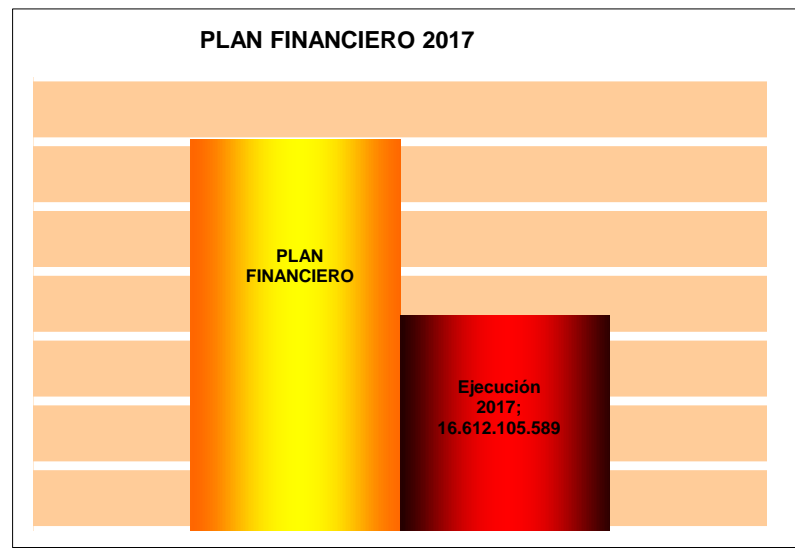 PLAN FINANCIERO 2017
PLAN
FINANCIERO
Ejecución
2017;
16.612.105.589